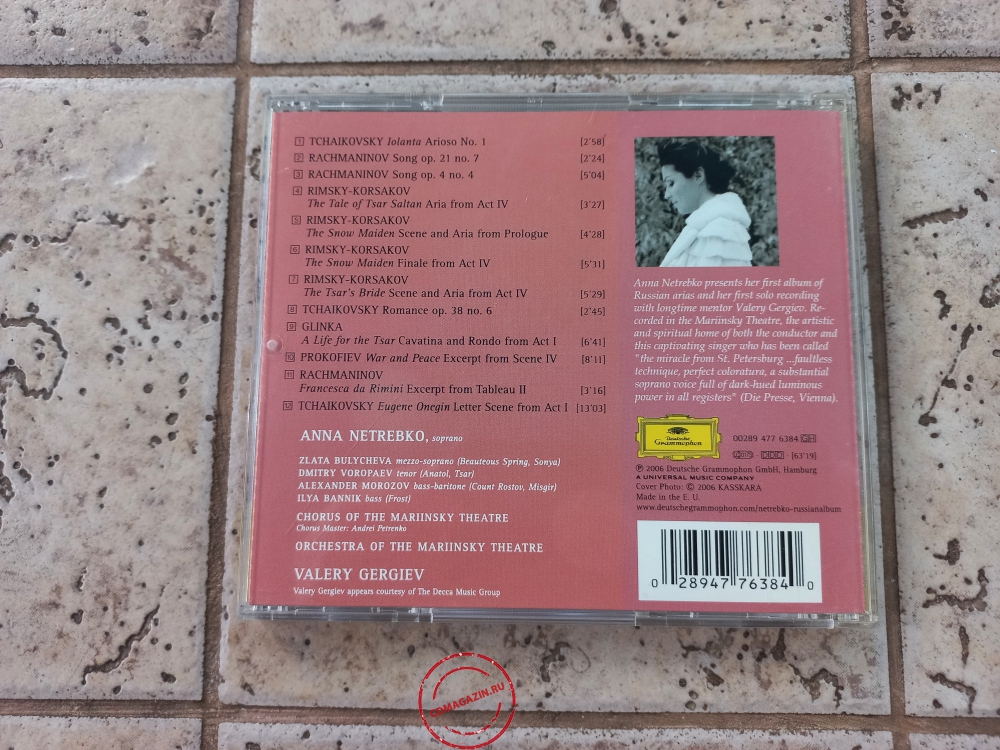 1 TCHAIKOVSKY Iolanta Arioso No. 1 [2'58]
2 RACHMANINOV Song op. 21 no. 7 [2'24]
3 RACHMANINOV Song op. 4 no. 4 [5'04]
4 RIMSKY-KORSAKOV
The Tale of Tsar Saltan Aria from Act IV [3'27]
5 RIMSKY-KORSAKOV
The Snow Maiden Scene and Aria from Prologue [4'28]
6 RIMSKY-KORSAKOV
The Snow Maiden Finale from Act IV [5'31]
7 RIMSKY-KORSAKOV
The Tsar's Bride Scene and Aria from Act IV [5'29]
8 TCHAIKOVSKY Romance op. 38 no. 6 [2'45]
9 GLINKA
A Life for the Tsar Cavatina and Rondo from Act I [6'41]
10 PROKOFIEV War and Peace Excerpt from Scene IV [8'11]
11 RACHMANINOV
Francesca da Rimini Excerpt from Tableau II [3'16]
12 TCHAIKOVSKY Eugene Onegin Letter Scene from Act I [13'03]
ANNA NETREBKO, soprano
ZLATA BULYCHEVA mezzo-soprano (Beauteous Spring, Sonya)
DMITRY VOROPAEV tenor (Anatol, Tsar)
ALEXANDER MOROZOV bass-baritone (Count Rostov, Misgir)
ILYA BANNIK bass (Frost)
CHORUS OF THE MARIINSKY THEATRE
Chorus Master: Andrei Petrenko
ORCHESTRA OF THE MARIINSKY THEATRE
VALERY GERGIEV
Valery Gergiev appears courtesy of The Decca Music Group
Anna Netrebko presents her first album of
Russian arias and her first solo recording
with longtime mentor Valery Gergiev. Re-
corded in the Mariinsky Theatre, the artistic
and spiritual home of both the conductor and
this captivating singer who has been called
"the miracle from St. Petersburg ...faultless
technique, perfect coloratura, a substantial
soprano voice full of dark-hued luminous
power in all registers" (Die Presse, Vienna).
Deutsche
Grammophon
00289 477 6384 GH
DDD [63'19]
℗ 2006 Deutsche Grammophon GmbH, Hamburg
A UNIVERSAL MUSIC COMPANY
Cover Photo: © 2006 KASSKARA
Made in the E. U.
www.deutschegrammophon.com/netrebko-russianalbum
0 28947 76384 0
CDMAGAZIN.RU